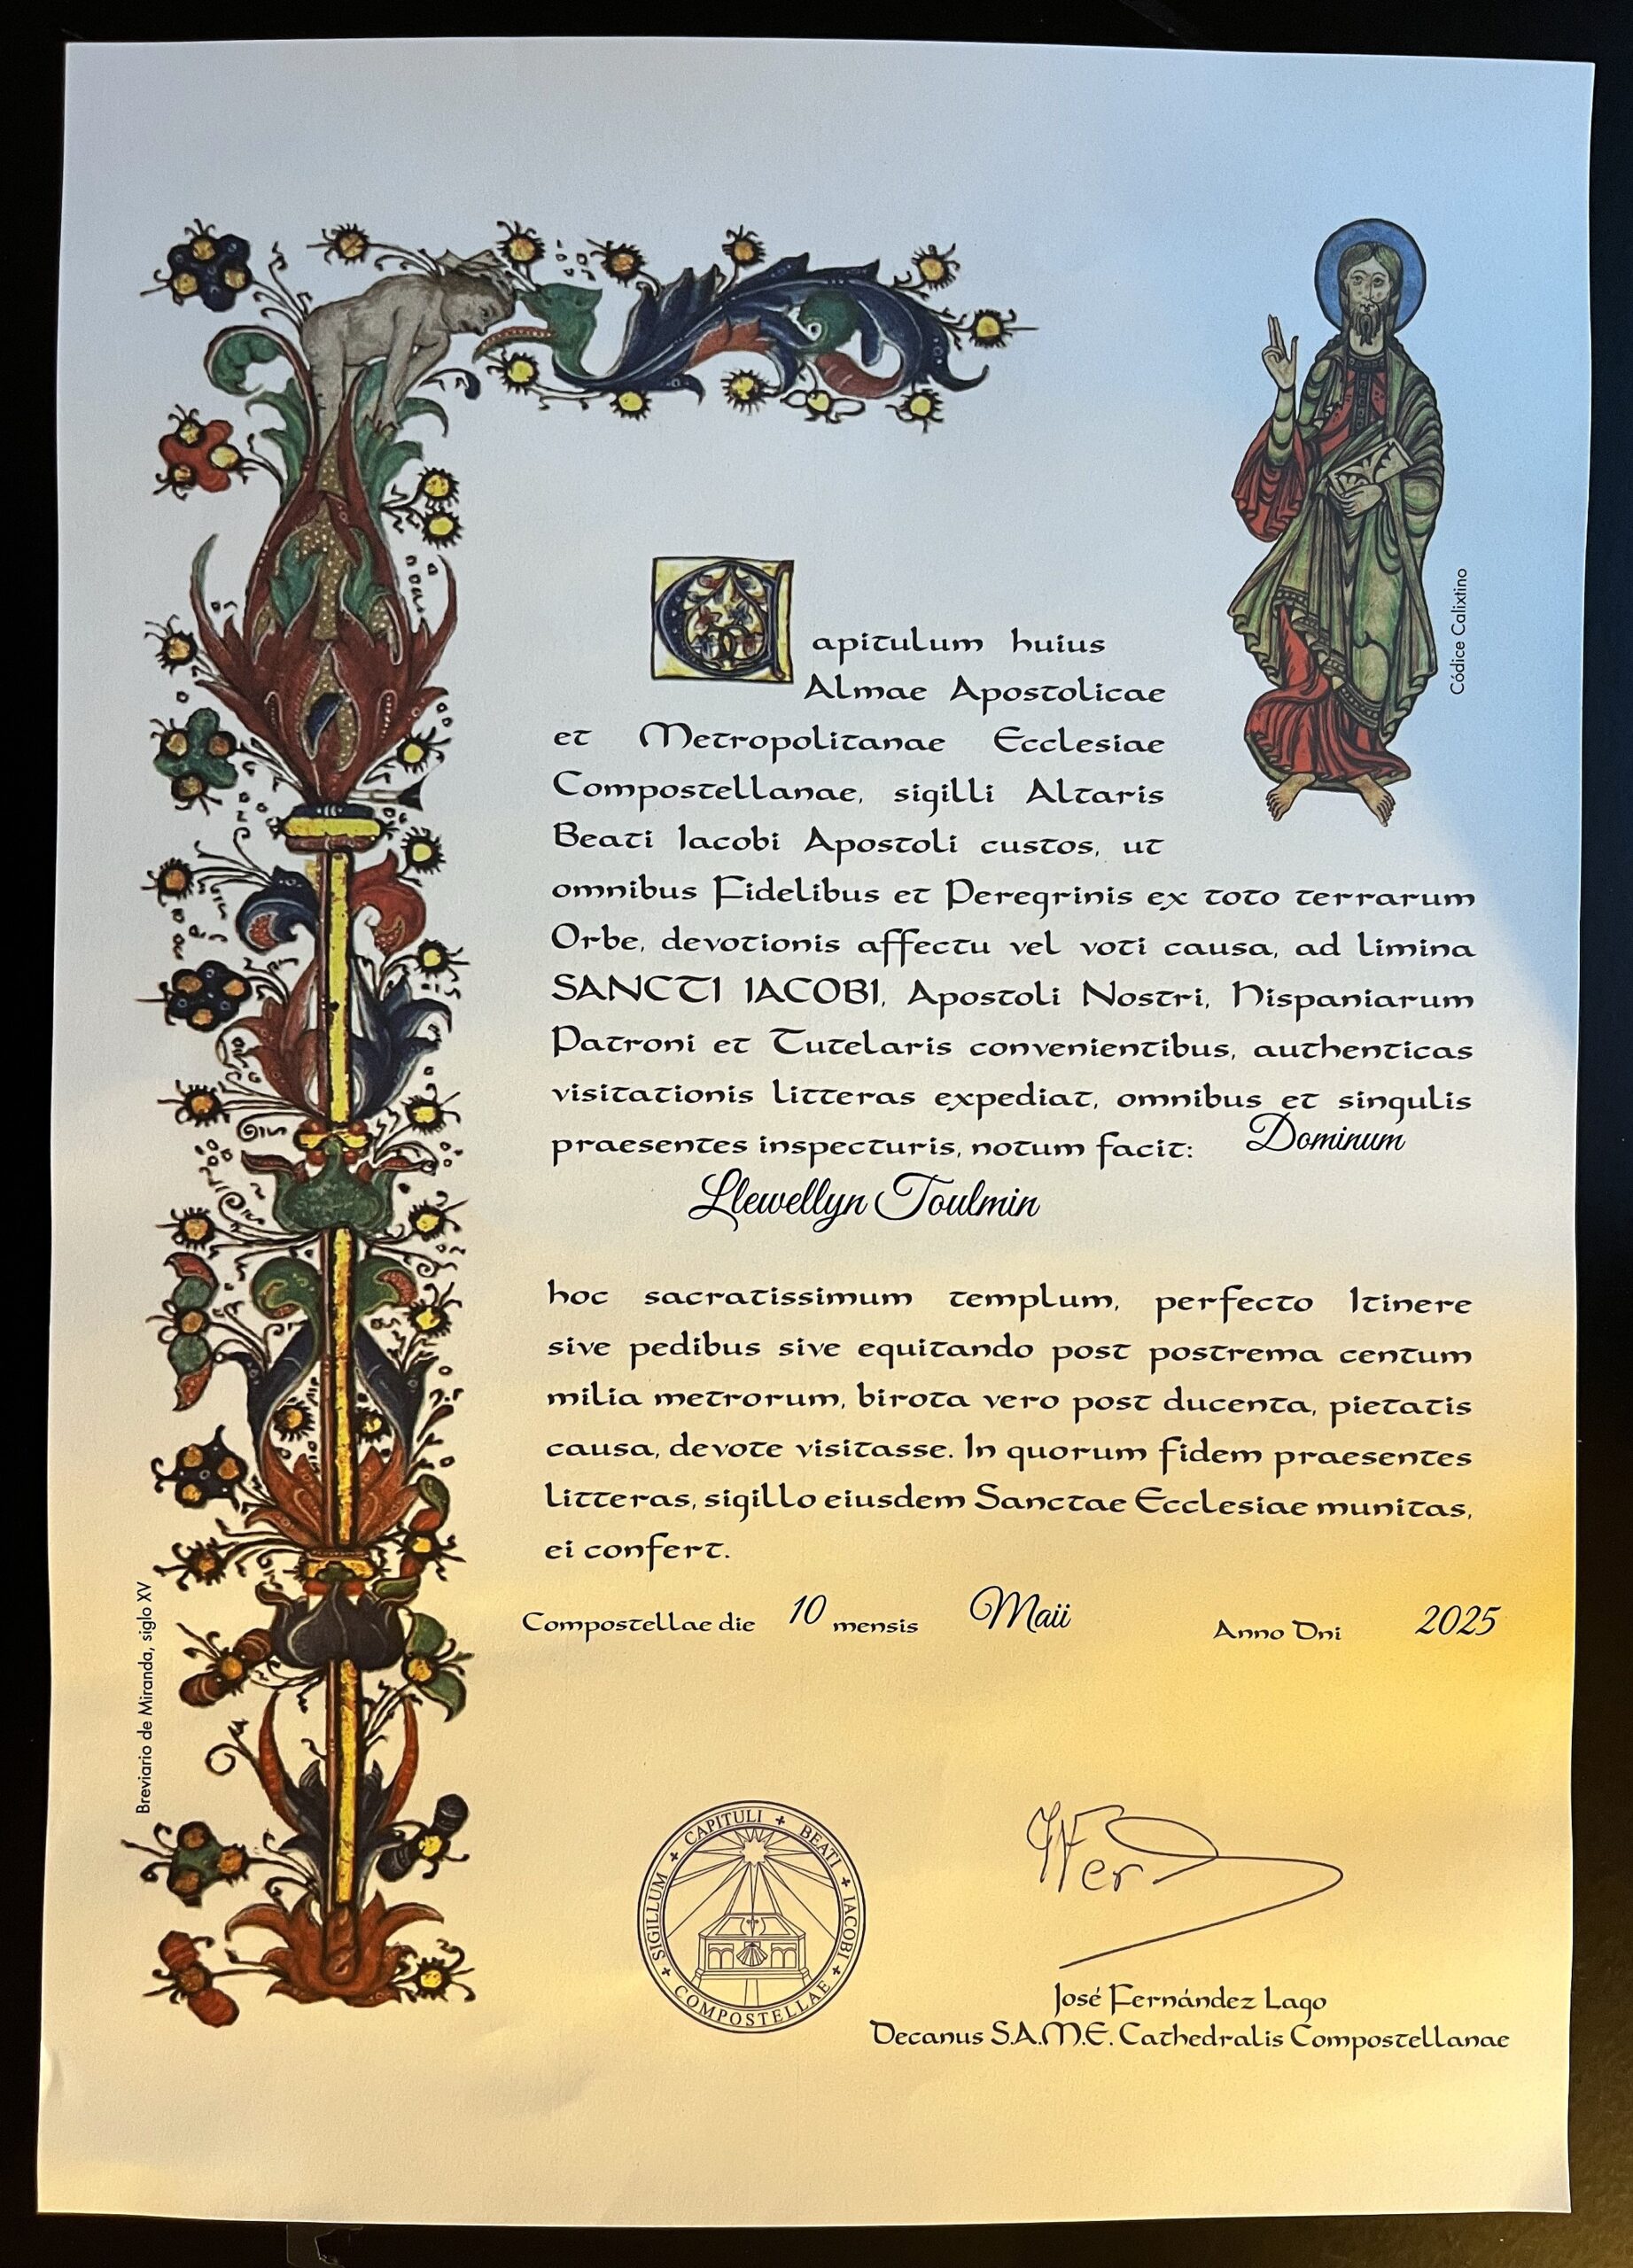 Capitulum huius
Almae Apostolicae
et Metropolitanae Ecclesiae
Compostellanae, sigilli Altaris
Beati Iacobi Apostoli custos, ut
omnibus Fidelibus et Peregrinis ex toto terrarum
Orbe, devotionis affectu vel voti causa, ad limina
SANCTI IACOBI, Apostoli Nostri, Hispaniarum
Patroni et Tutelaris convenientibus, authenticas
visitationis litteras expediat, omnibus et singulis
praesentes inspecturis, notum facit: Dominum
Llewellyn Toulmin
hoc sacratissimum templum, perfecto Itinere
sive pedibus sive equitando post postrema centum
milia metrorum, birota vero post ducenta, pietatis
causa, devote visitasse. In quorum fidem praesentes
litteras, sigillo eiusdem Sanctae Ecclesiae munitas,
ei confert.
Compostellae die 10 mensis Maii Anno Dni 2025
Códice Calixtino
Breviario de Miranda, siglo XV
SIGILLUM + CAPITULI + BEATI + IACOBI + COMPOSTELLAE +
José Fernández Lago
Decanus S.A.M.E. Cathedralis Compostellanae